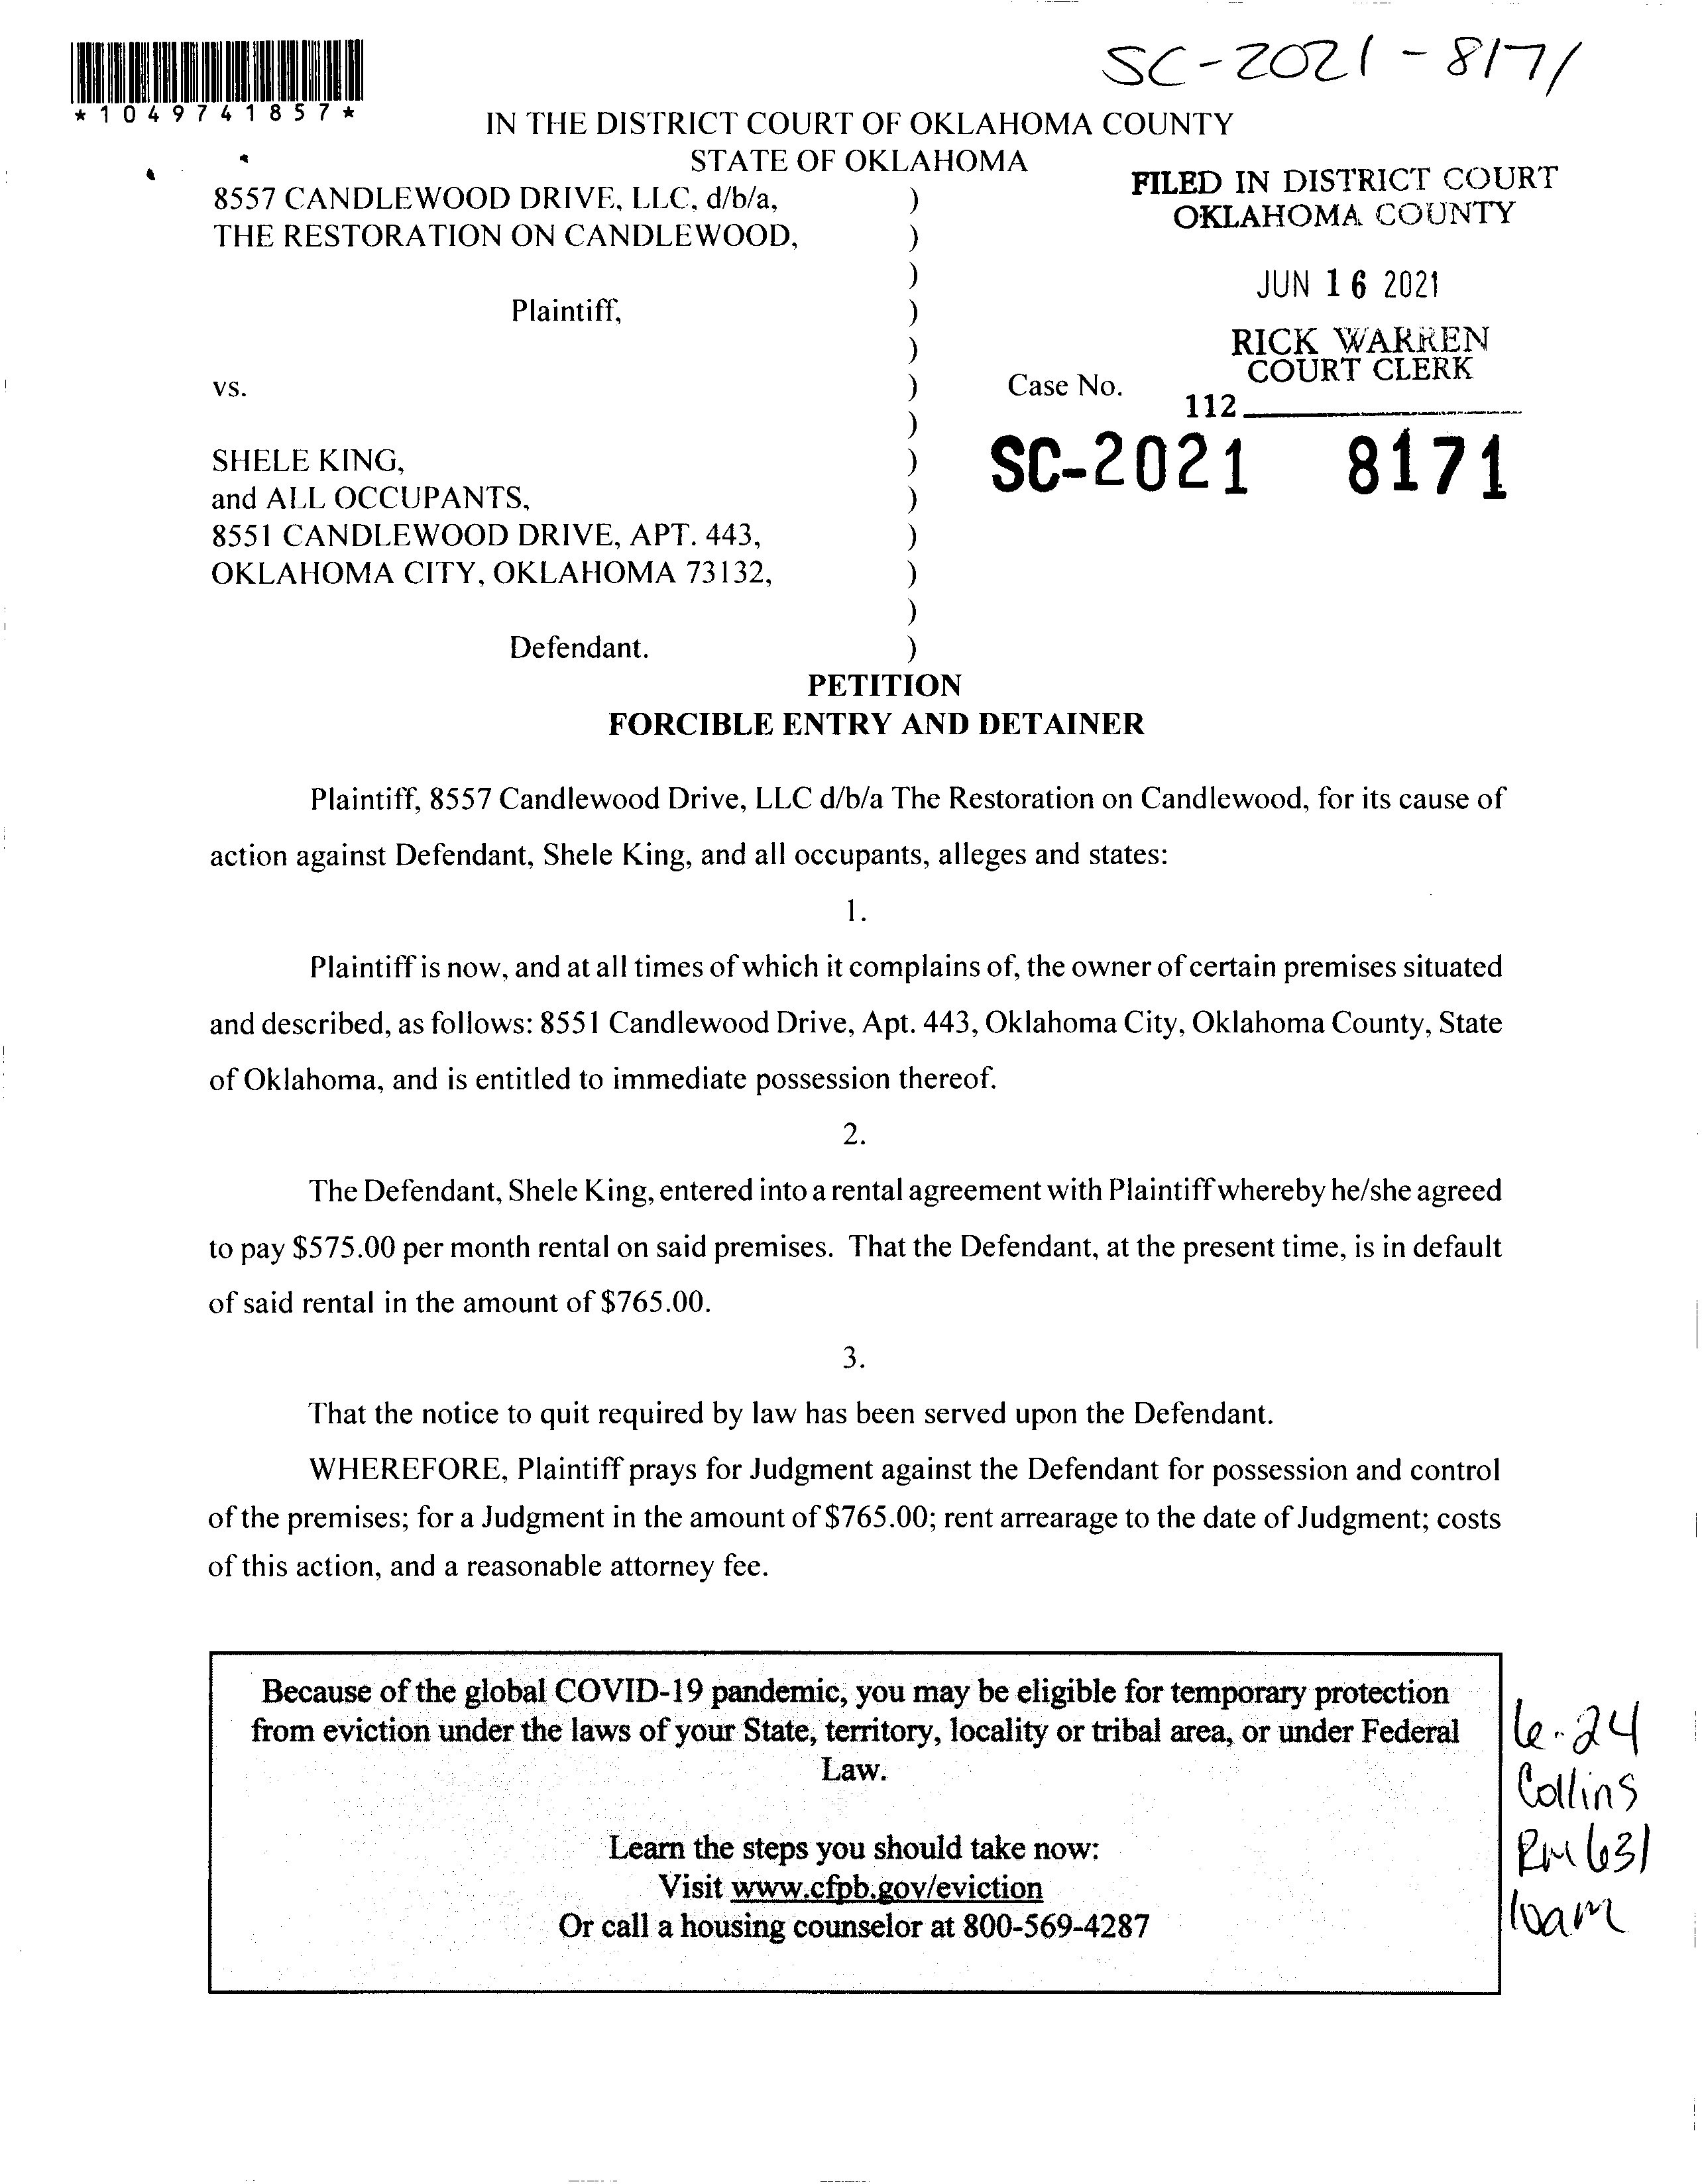 SC-2021-8171
*1049741857*
IN THE DISTRICT COURT OF OKLAHOMA COUNTY
STATE OF OKLAHOMA
8557 CANDLEWOOD DRIVE, LLC, d/b/a, )
THE RESTORATION ON CANDLEWOOD, )
)
Plaintiff, )
)
vs. )
)
SHELE KING, )
and ALL OCCUPANTS, )
8551 CANDLEWOOD DRIVE, APT. 443, )
OKLAHOMA CITY, OKLAHOMA 73132, )
)
Defendant. )
FILED IN DISTRICT COURT
OKLAHOMA COUNTY
JUN 16 2021
RICK WARREN
COURT CLERK
Case No.
112
SC-2021 8171
PETITION
FORCIBLE ENTRY AND DETAINER
Plaintiff, 8557 Candlewood Drive, LLC d/b/a The Restoration on Candlewood, for its cause of
action against Defendant, Shele King, and all occupants, alleges and states:
1.
Plaintiff is now, and at all times of which it complains of, the owner of certain premises situated
and described, as follows: 8551 Candlewood Drive, Apt. 443, Oklahoma City, Oklahoma County, State
of Oklahoma, and is entitled to immediate possession thereof.
2.
The Defendant, Shele King, entered into a rental agreement with Plaintiff whereby he/she agreed
to pay $575.00 per month rental on said premises. That the Defendant, at the present time, is in default
of said rental in the amount of $765.00.
3.
That the notice to quit required by law has been served upon the Defendant.
WHEREFORE, Plaintiff prays for Judgment against the Defendant for possession and control
of the premises; for a Judgment in the amount of $765.00; rent arrearage to the date of Judgment; costs
of this action, and a reasonable attorney fee.
Because of the global COVID-19 pandemic, you may be eligible for temporary protection
from eviction under the laws of your State, territory, locality or tribal area, or under Federal
Law.
Learn the steps you should take now:
Visit www.cfpb.gov/eviction
Or call a housing counselor at 800-569-4287
6-24
Collins
RM 631
10am